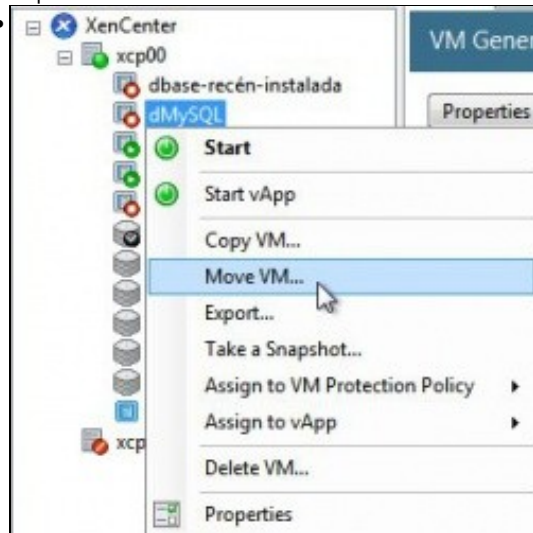 XenCenter
xcp00
dbase-recén-instalada
dMySQL
xcp
VM Gener
Properties
Start
Start vApp
Copy VM...
Move VM...
Export...
Take a Snapshot...
Assign to VM Protection Policy
Assign to vApp
Delete VM...
Properties